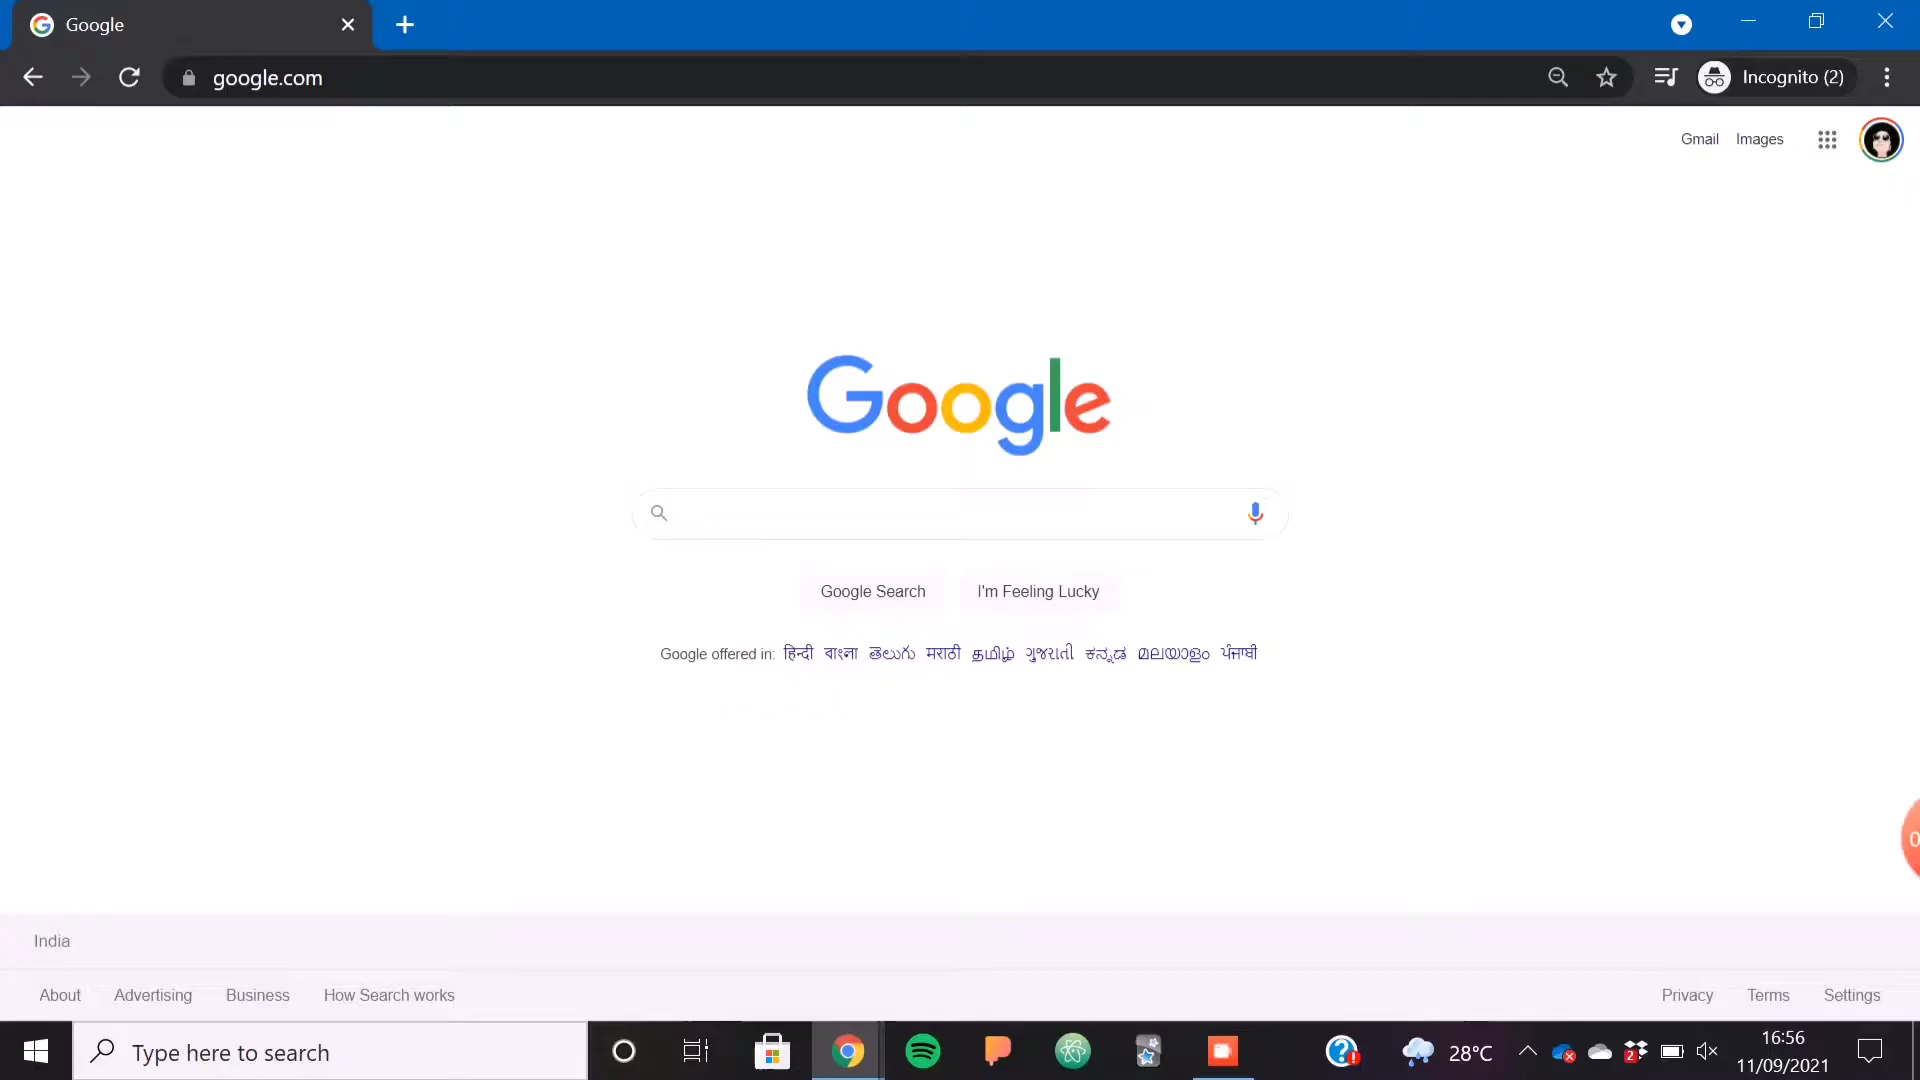 Google
google.com
Incognito (2)
Gmail Images
Google
Google Search I'm Feeling Lucky
Google offered in: हिन्दी বাংলা తెలుగు मराठी தமிழ் ગુજરાતી ಕನ್ನಡ മലയാളം ਪੰਜਾਬੀ
0
India
About Advertising Business How Search works
Privacy Terms Settings
Type here to search
2
28°C
16:56
11/09/2021